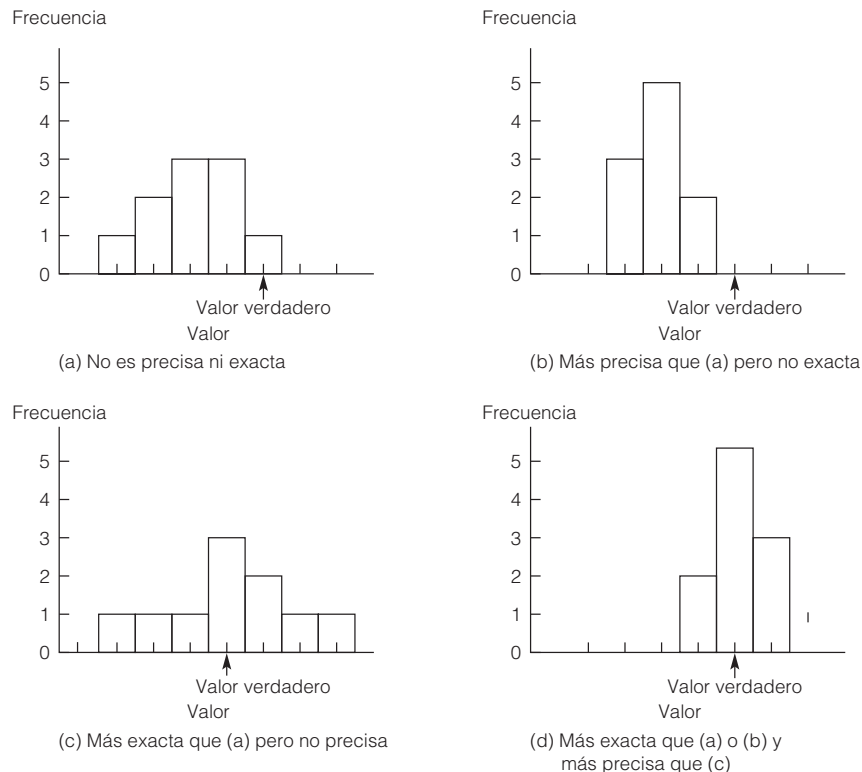 Frecuencia
5
4
3
2
1
0
Valor verdadero
Valor
(a) No es precisa ni exacta
Frecuencia
5
4
3
2
1
0
Valor verdadero
Valor
(b) Más precisa que (a) pero no exacta
Frecuencia
5
4
3
2
1
0
Valor verdadero
Valor
(c) Más exacta que (a) pero no precisa
Frecuencia
5
4
3
2
1
0
Valor verdadero
Valor
(d) Más exacta que (a) o (b) y
más precisa que (c)